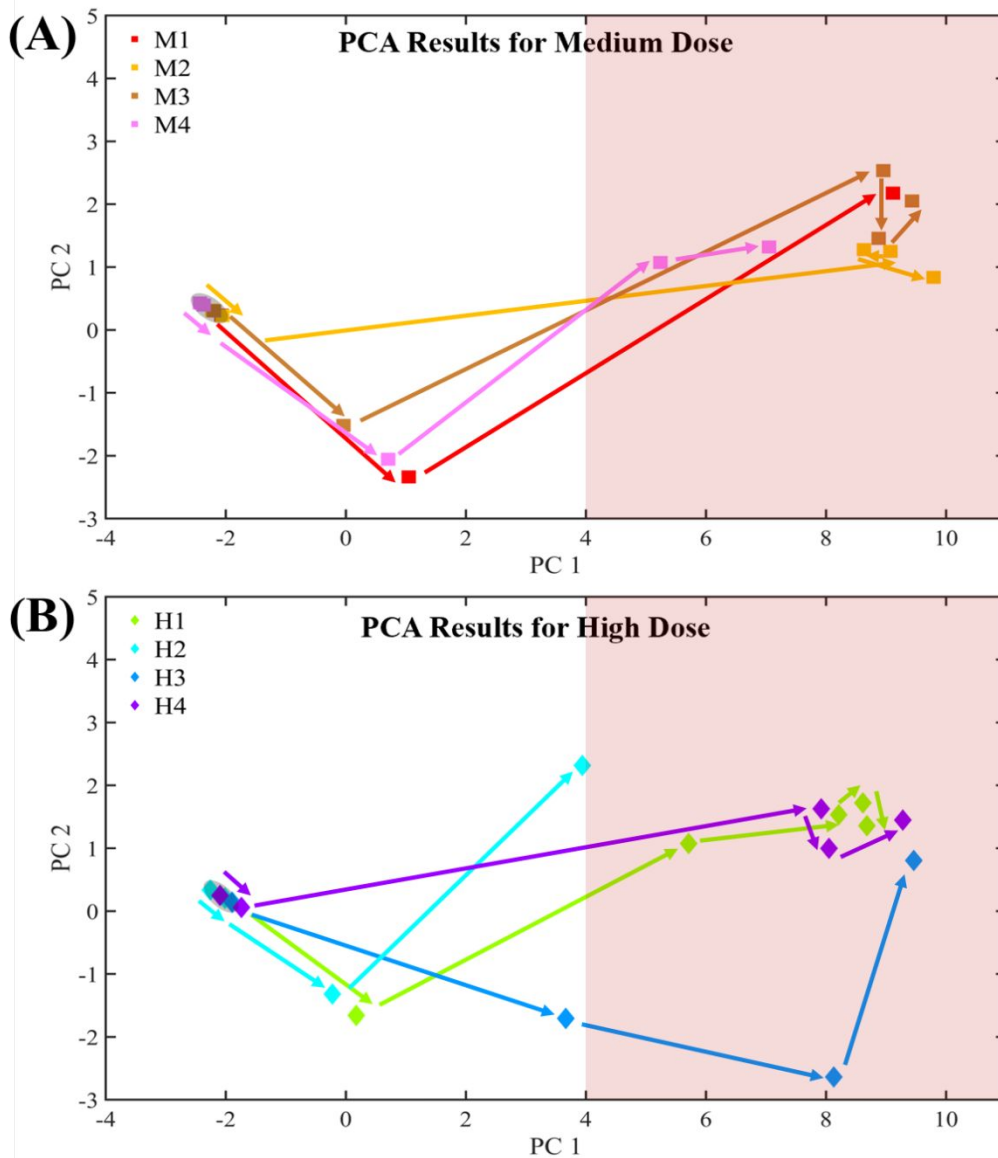 (A)
PCA Results for Medium Dose
M1
M2
M3
M4
5
4
3
2
1
0
-1
-2
-3
PC 2
-4 -2 0 2 4 6 8 10
PC 1
(B)
PCA Results for High Dose
H1
H2
H3
H4
5
4
3
2
1
0
-1
-2
-3
PC 2
-4 -2 0 2 4 6 8 10
PC 1